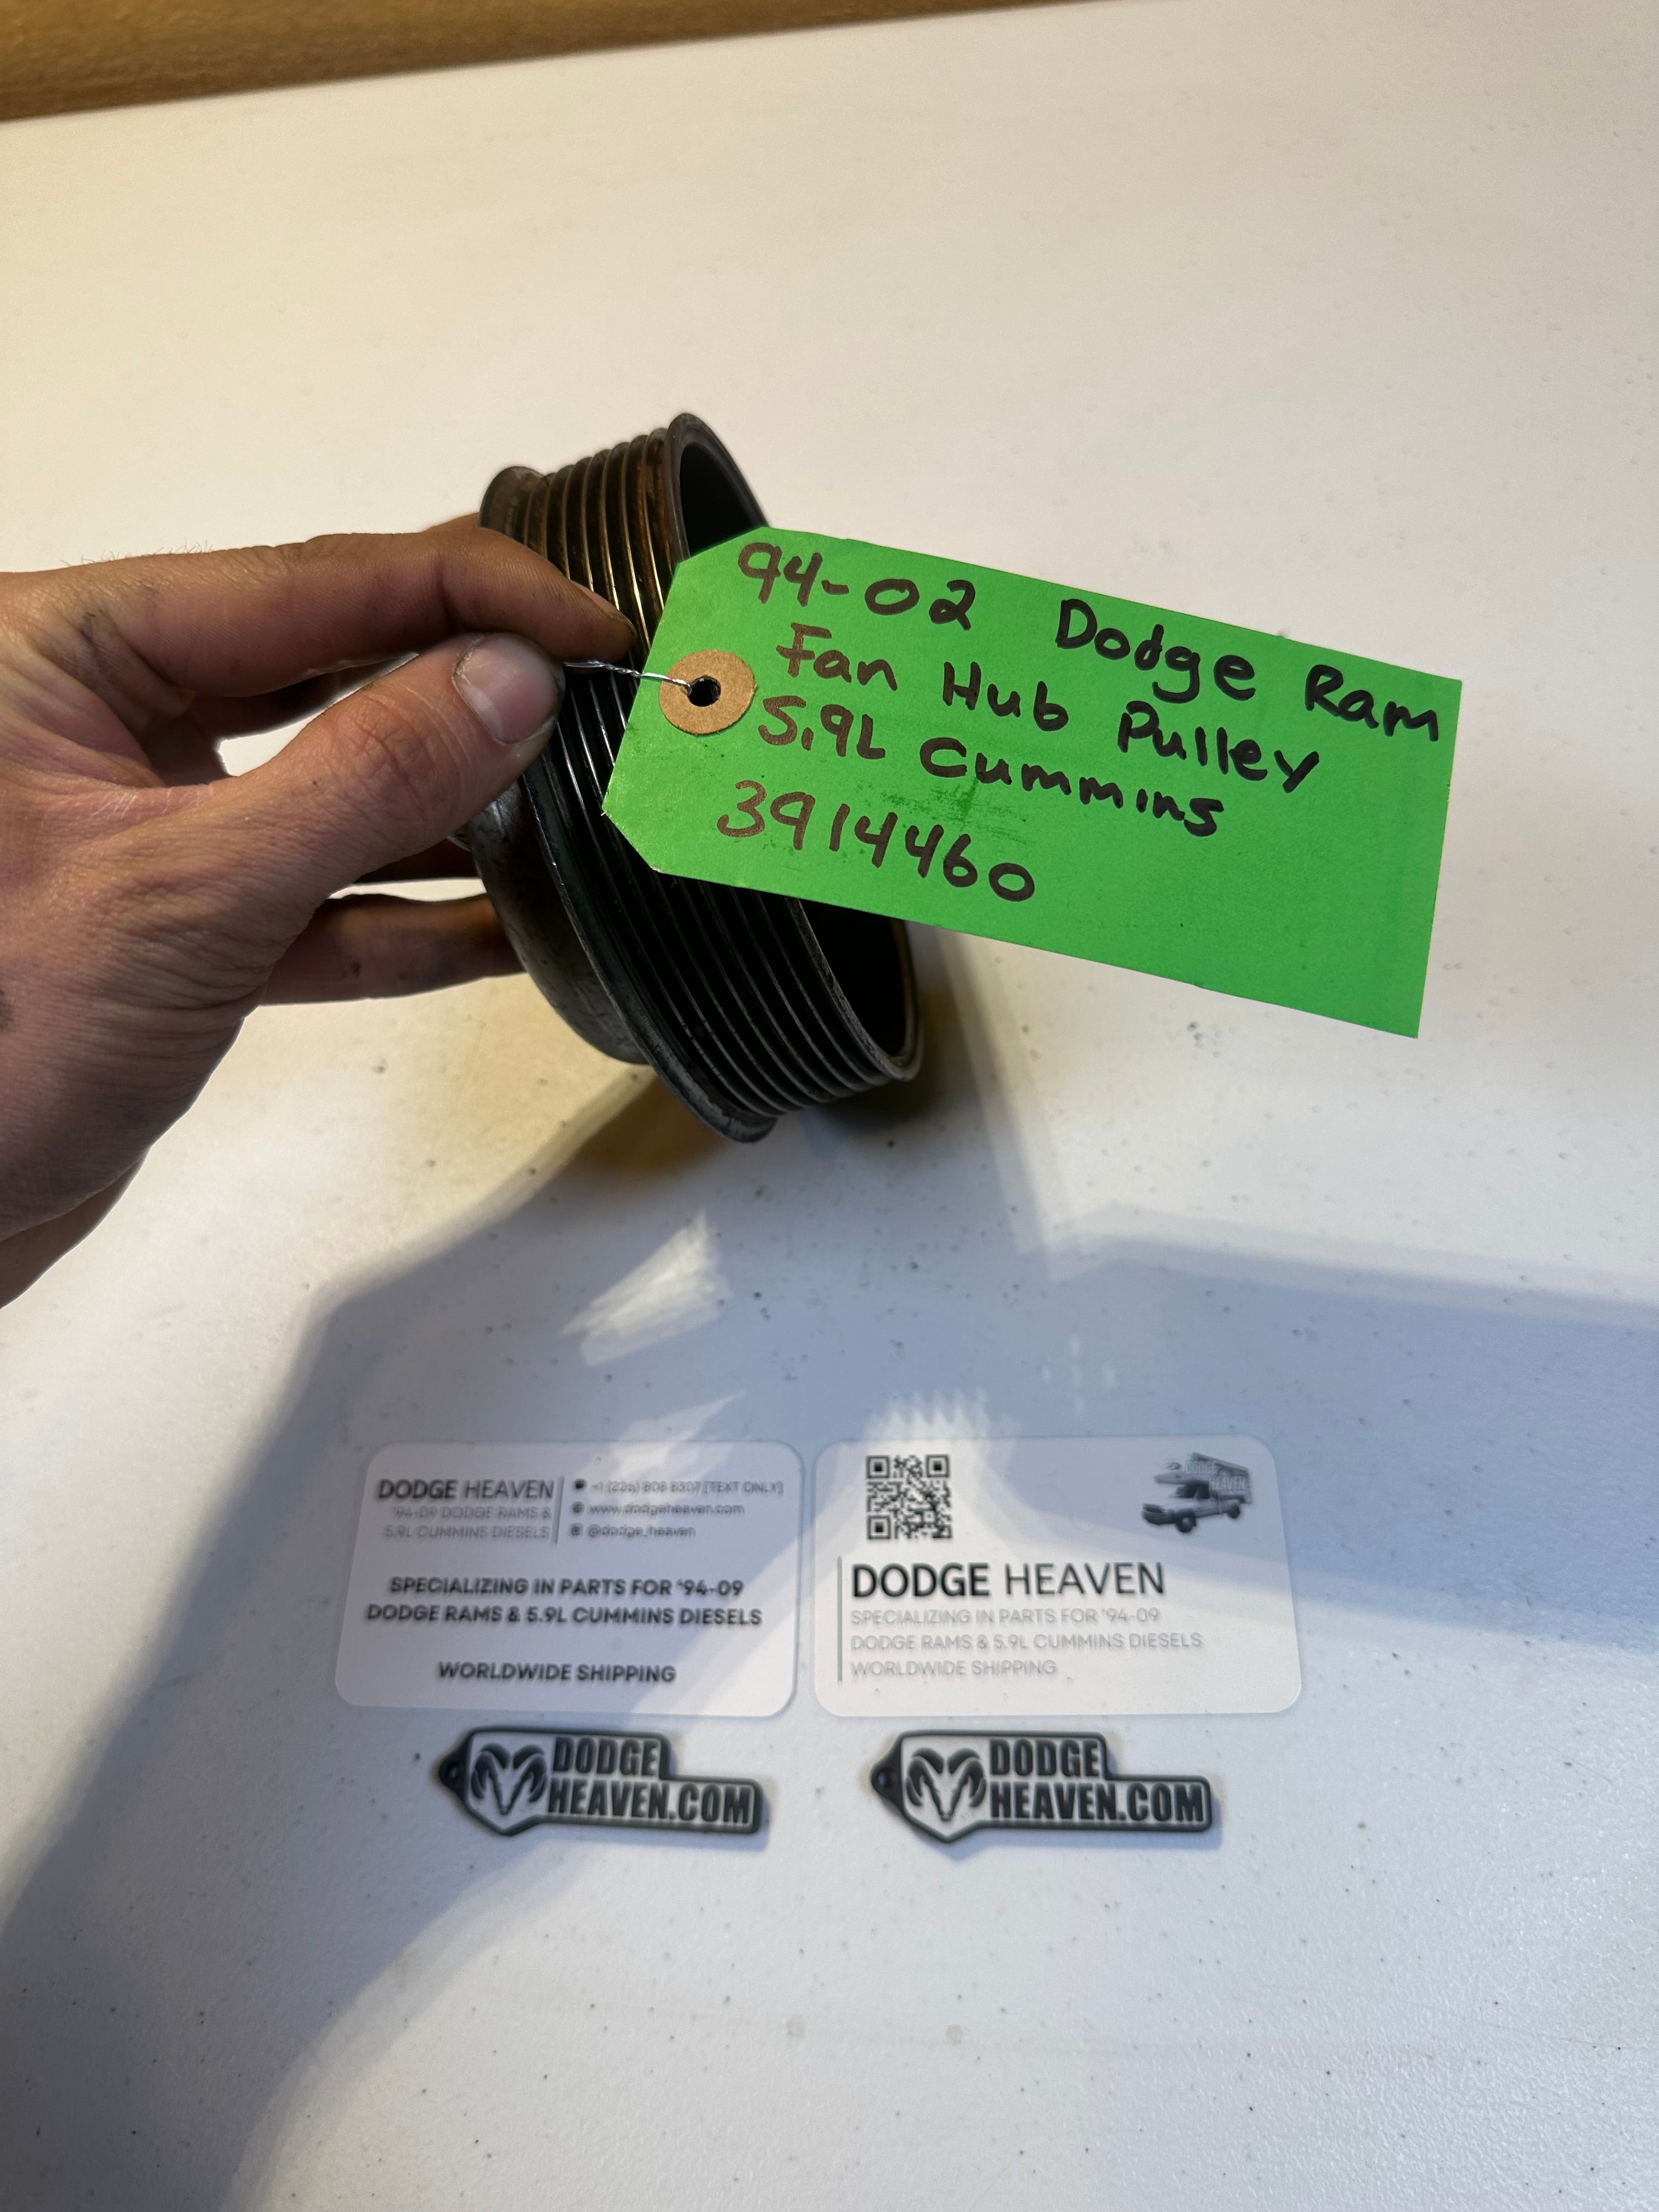 94-02 Dodge Ram
Fan Hub Pulley
5.9L Cummins
3914460
DODGE HEAVEN
'94-09 DODGE RAMS &
5.9L CUMMINS DIESELS
[TEXT ONLY]
www.dodgeheaven.com
@dodge_heaven
SPECIALIZING IN PARTS FOR '94-09
DODGE RAMS & 5.9L CUMMINS DIESELS
WORLDWIDE SHIPPING
DODGE
HEAVEN
DODGE HEAVEN
SPECIALIZING IN PARTS FOR '94-09
DODGE RAMS & 5.9L CUMMINS DIESELS
WORLDWIDE SHIPPING
DODGE
HEAVEN.COM
DODGE
HEAVEN.COM